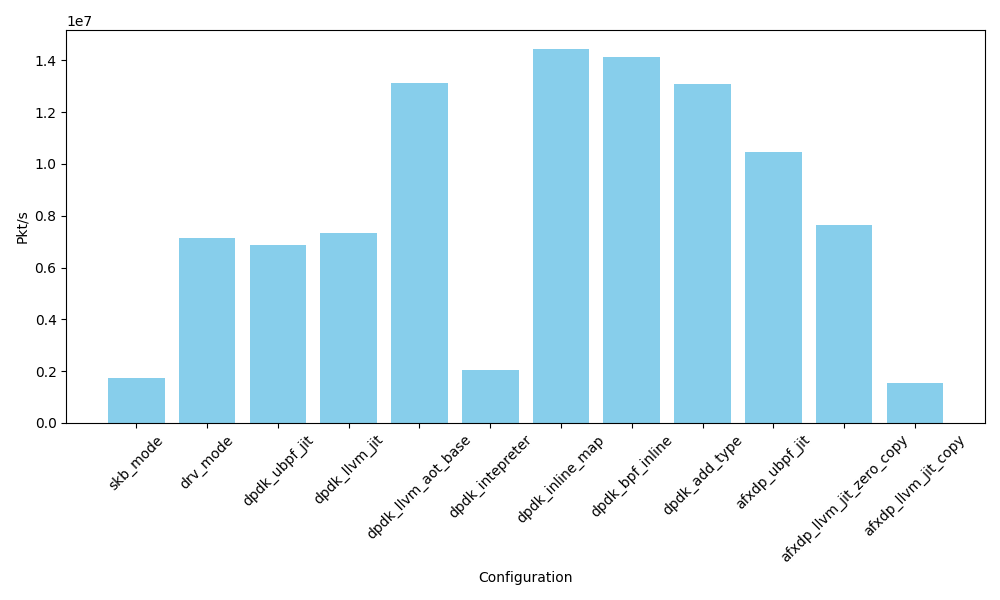 1e7
1.4
1.2
1.0
0.8
0.6
0.4
0.2
0.0
Pkt/s
skb_mode
drv_mode
dpdk_ubpf_jit
dpdk_llvm_jit
dpdk_llvm_aot_base
dpdk_intepreter
dpdk_inline_map
dpdk_bpf_inline
dpdk_add_type
afxdp_ubpf_jit
afxdp_llvm_jit_zero_copy
afxdp_llvm_jit_copy
Configuration